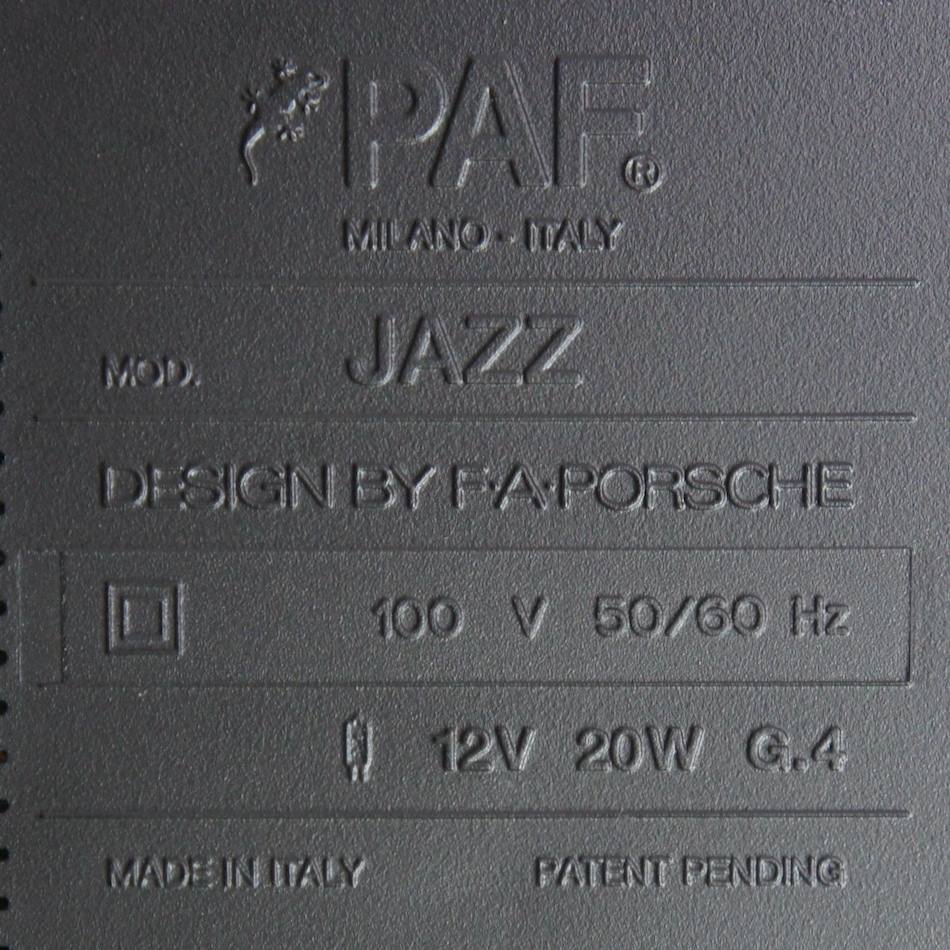 PAF®
MILANO - ITALY
MOD. JAZZ
DESIGN BY F·A·PORSCHE
100 V 50/60 Hz
12V 20W G.4
MADE IN ITALY PATENT PENDING